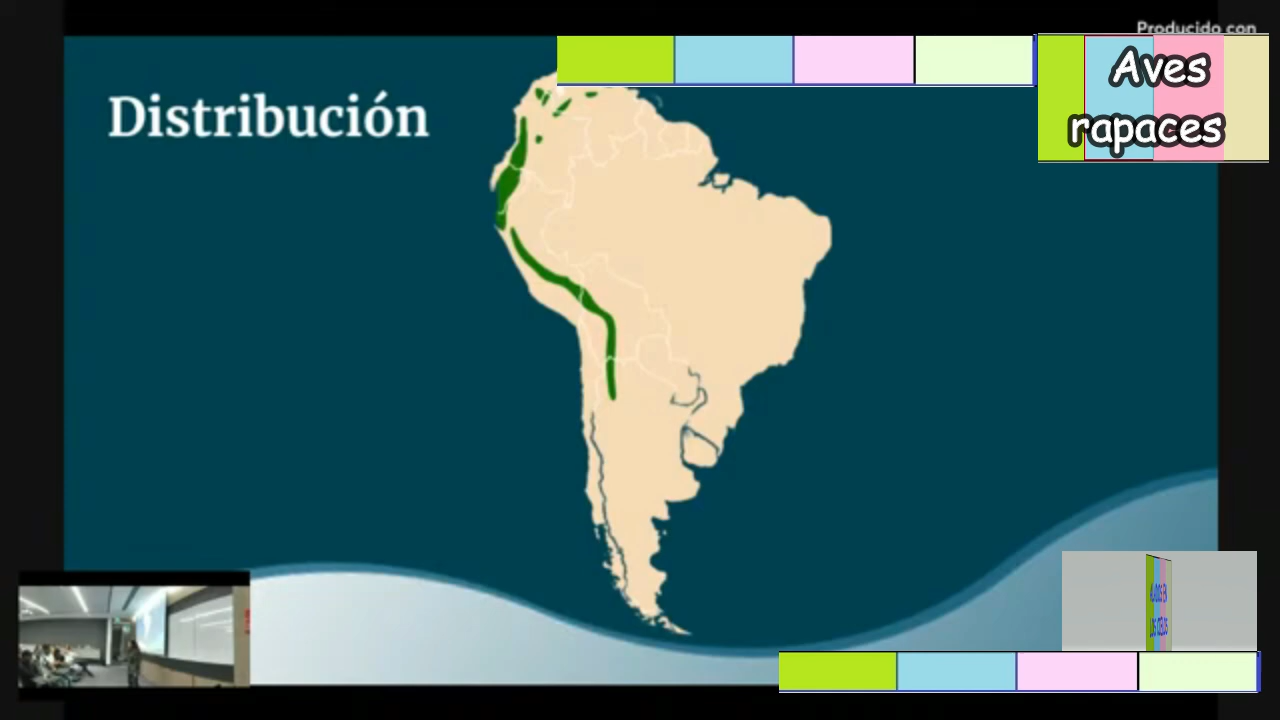 Producido con
Distribución
Aves
rapaces